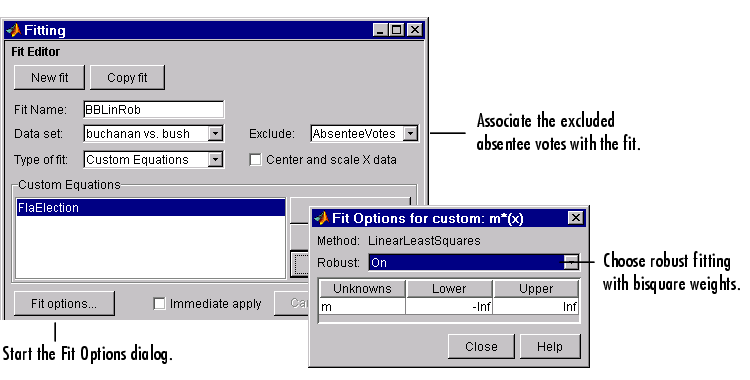 Fitting
Fit Editor
New fit
Copy fit
Fit Name: BBLinRob
Data set: buchanan vs. bush
Exclude: AbsenteeVotes
Type of fit: Custom Equations
Center and scale X data
Custom Equations
FlaElection
Fit options...
Immediate apply
Associate the excluded
absentee votes with the fit.
Fit Options for custom: m*(x)
Method: LinearLeastSquares
Robust: On
Unknowns Lower Upper
m -Inf Inf
Close
Help
Choose robust fitting
with bisquare weights.
Start the Fit Options dialog.